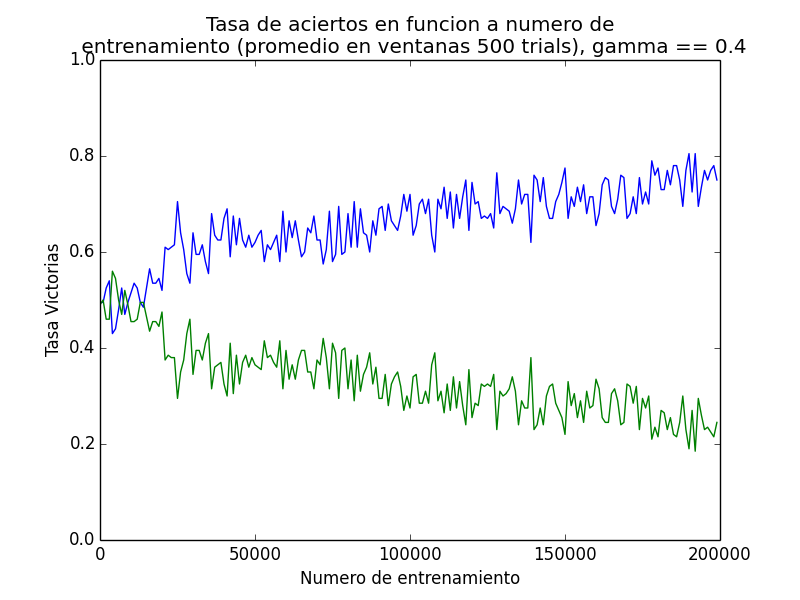 Tasa de aciertos en funcion a numero de
entrenamiento (promedio en ventanas 500 trials), gamma == 0.4
1.0
0.8
0.6
0.4
0.2
0.0
Tasa Victorias
0 50000 100000 150000 200000
Numero de entrenamiento